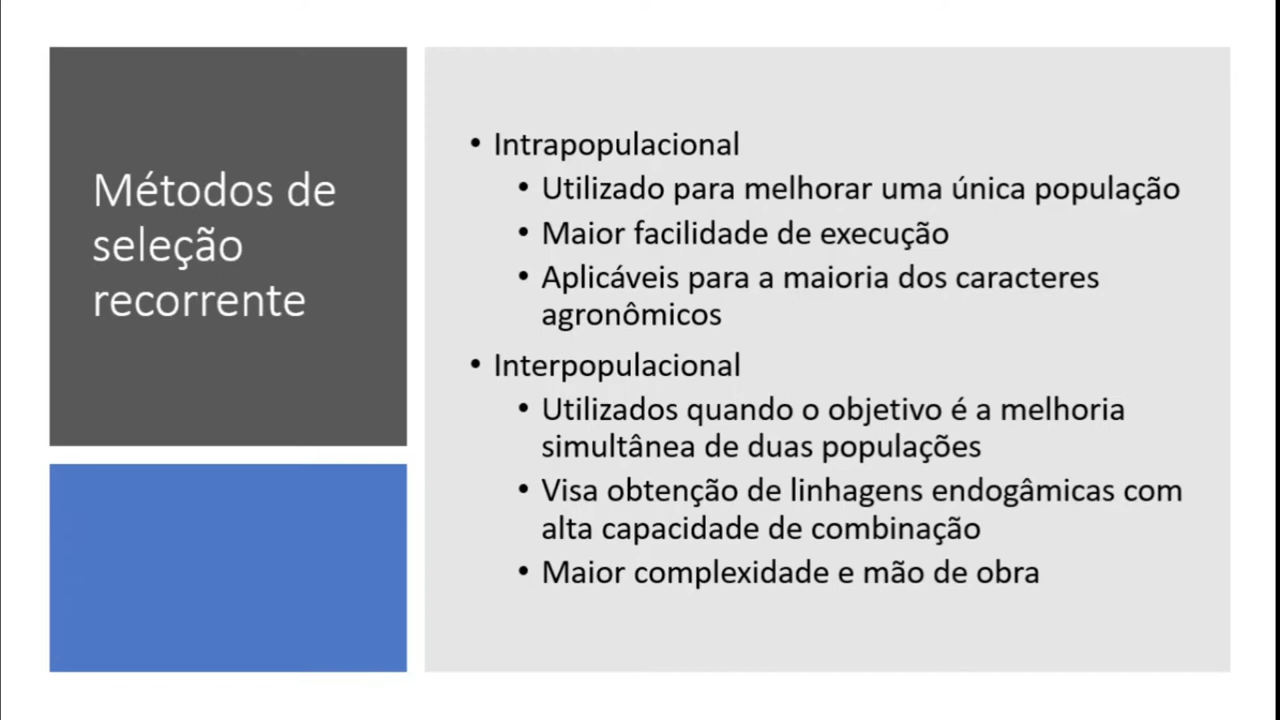 Métodos de
seleção
recorrente
• Intrapopulacional
• Utilizado para melhorar uma única população
• Maior facilidade de execução
• Aplicáveis para a maioria dos caracteres
agronômicos
• Interpopulacional
• Utilizados quando o objetivo é a melhoria
simultânea de duas populações
• Visa obtenção de linhagens endogâmicas com
alta capacidade de combinação
• Maior complexidade e mão de obra